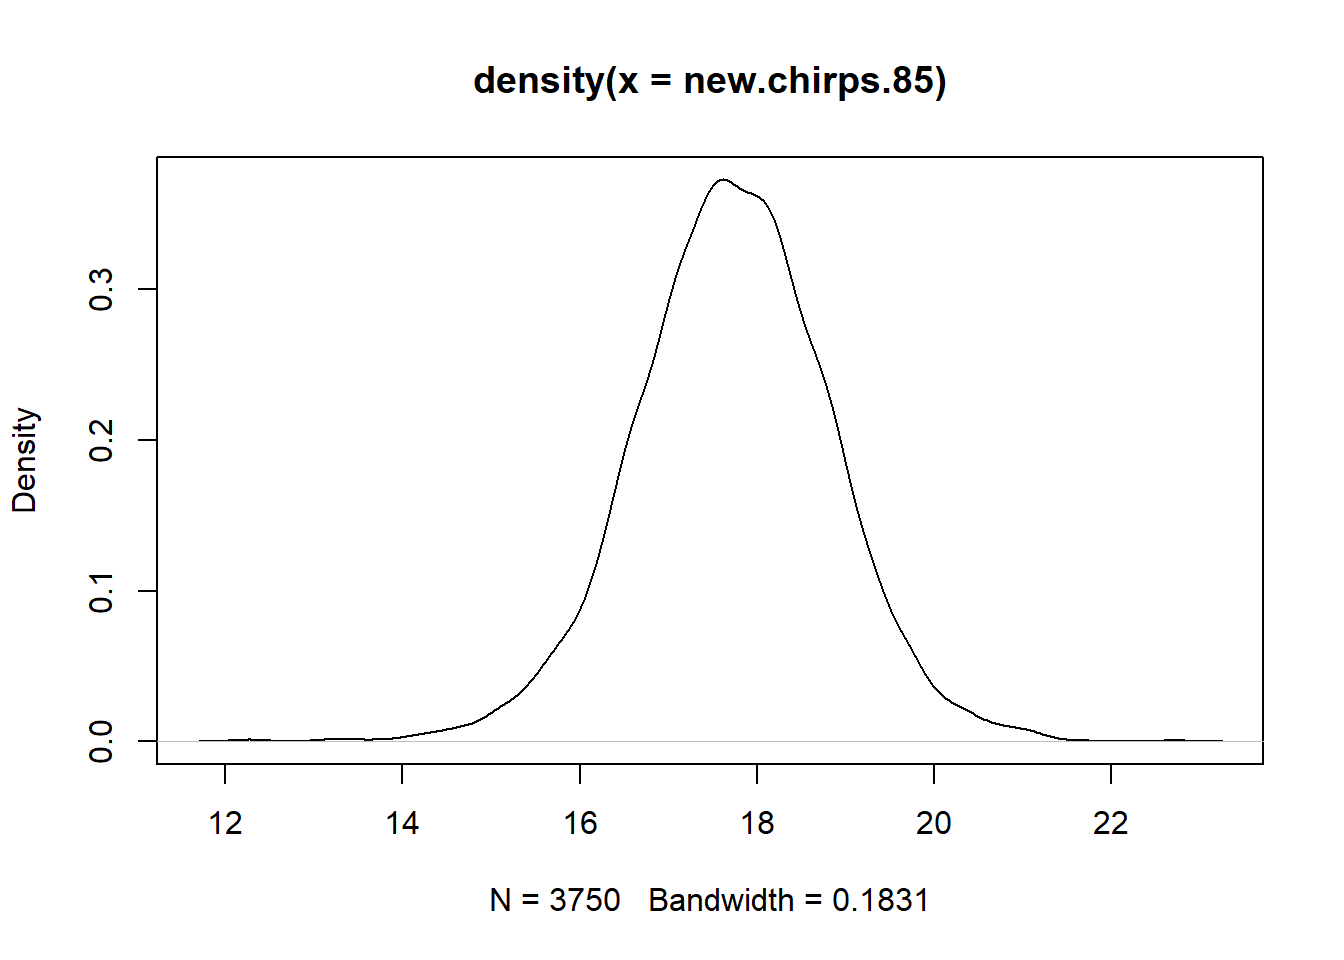 density(x = new.chirps.85)
Density
0.3
0.2
0.1
0.0
12 14 16 18 20 22
N = 3750 Bandwidth = 0.1831